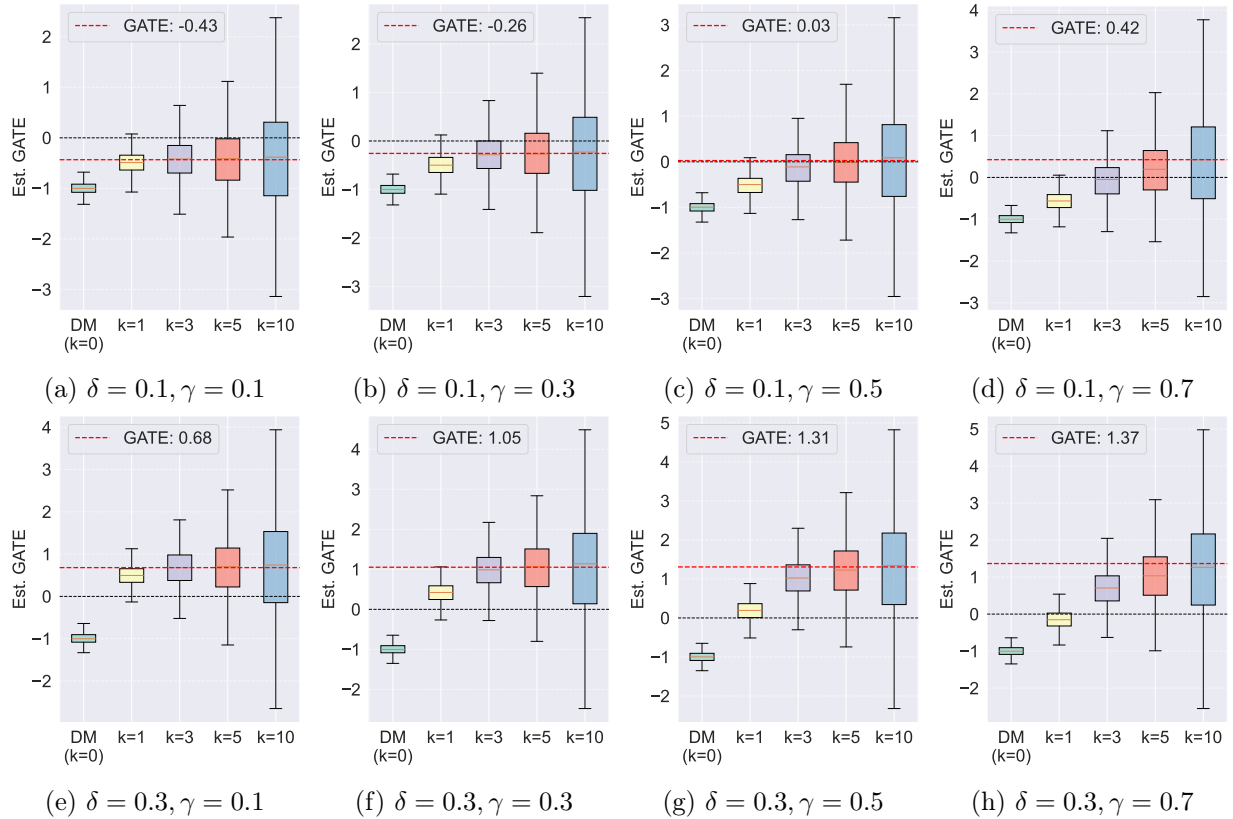 GATE: -0.43
Est. GATE
2
1
0
−1
−2
−3
DM (k=0) k=1 k=3 k=5 k=10
(a) δ = 0.1, γ = 0.1
GATE: -0.26
2
1
0
−1
−2
−3
DM (k=0) k=1 k=3 k=5 k=10
(b) δ = 0.1, γ = 0.3
GATE: 0.03
3
2
1
0
−1
−2
−3
DM (k=0) k=1 k=3 k=5 k=10
(c) δ = 0.1, γ = 0.5
GATE: 0.42
Est. GATE
4
3
2
1
0
−1
−2
−3
DM (k=0) k=1 k=3 k=5 k=10
(d) δ = 0.1, γ = 0.7
GATE: 0.68
Est. GATE
4
3
2
1
0
−1
−2
DM (k=0) k=1 k=3 k=5 k=10
(e) δ = 0.3, γ = 0.1
GATE: 1.05
Est. GATE
4
3
2
1
0
−1
−2
DM (k=0) k=1 k=3 k=5 k=10
(f) δ = 0.3, γ = 0.3
GATE: 1.31
Est. GATE
5
4
3
2
1
0
−1
−2
DM (k=0) k=1 k=3 k=5 k=10
(g) δ = 0.3, γ = 0.5
GATE: 1.37
Est. GATE
5
4
3
2
1
0
−1
−2
DM (k=0) k=1 k=3 k=5 k=10
(h) δ = 0.3, γ = 0.7